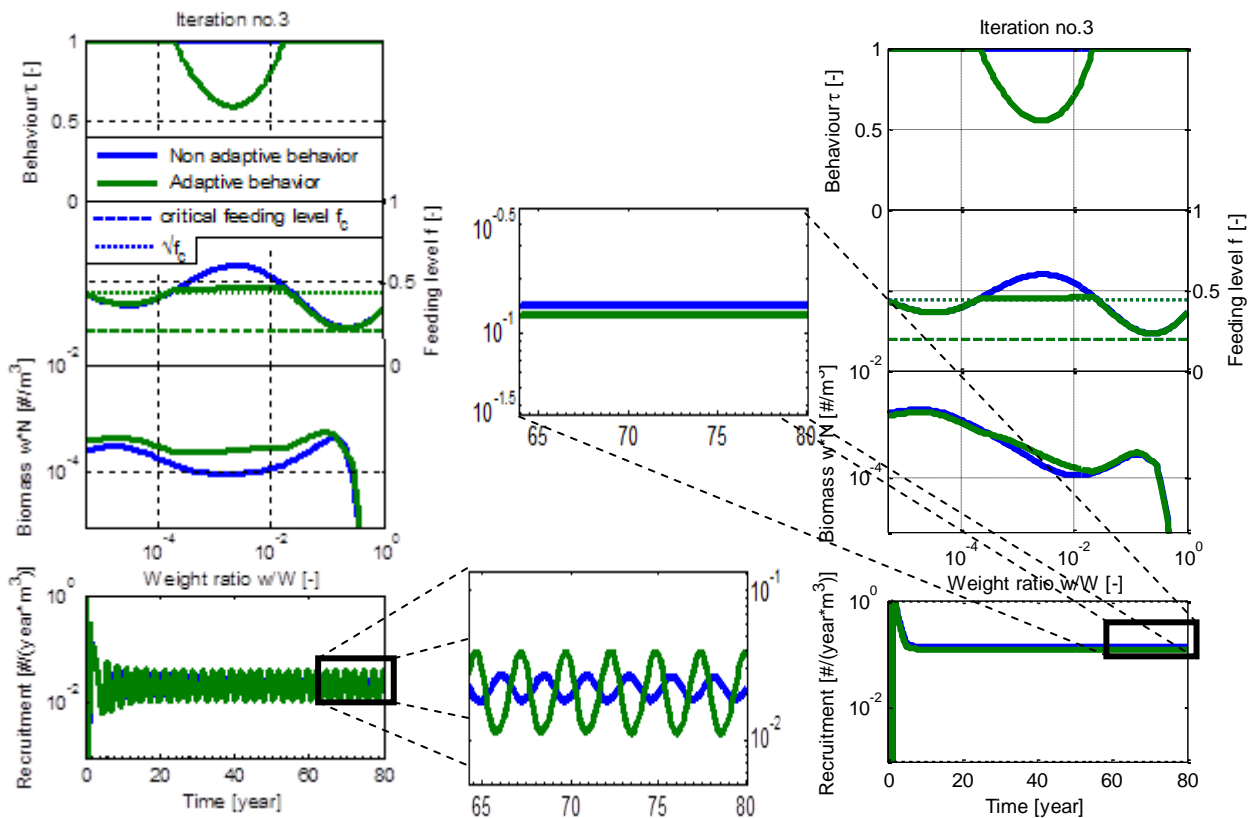 Iteration no.3
1
0.5
0
Behaviour τ [-]
Non adaptive behavior
Adaptive behavior
critical feeding level f_c
√f_c
1
0.5
0
Feeding level f [-]
10^-2
10^-4
Biomass w*N [#/m^3]
10^-4
10^-2
10^0
Weight ratio w/W [-]
10^0
10^-2
Recruitment [#/(year*m^3)]
0
20
40
60
80
Time [year]
10^-0.5
10^-1
10^-1.5
65
70
75
80
10^-1
10^-2
65
70
75
80
Iteration no.3
1
0.5
0
Behaviour τ [-]
1
0.5
0
Feeding level f [-]
10^-2
10^-4
Biomass w*N [#/m^3]
10^-4
10^-2
10^0
Weight ratio w/W [-]
10^0
10^-2
Recruitment [#/(year*m^3)]
0
20
40
60
80
Time [year]